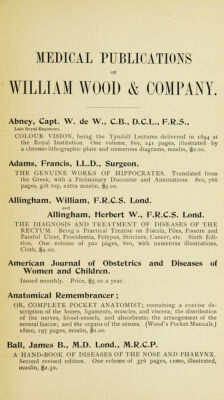 MEDICAL PUBLICATIONS
OF
WILLIAM WOOD & COMPANY.
Abney, Capt. W. de W., C.B., D.C.L., F.R.S.,
Late Royal Engineers.
COLOUR VISION, being the Tyndall Lectures delivered in 1894 at
the Royal Institution. One volume, 8vo, 241 pages, illustrated by
a chromo-lithographic plate and numerous diagrams, muslin, $2.00.
Adams, Francis, LL.D., Surgeon.
THE GENUINE WORKS OF HIPPOCRATES. Translated from
the Greek, with a Preliminary Discourse and Annotations. 8vo, 766
pages, gilt top, extra muslin, $5.00.
Allingham, William, F.R.C.S. Lond.
and
Allingham, Herbert W., F.R.C.S. Lond.
THE DIAGNOSIS AND TREATMENT OF DISEASES OF THE
RECTUM. Being a Practical Treatise on Fistula, Piles, Fissure and
Painful Ulcer, Procidentia, Polypus, Stricture, Cancer, etc. Sixth Edi-
tion. One volume of 500 pages, 8vo, with numerous illustrations.
Cloth, $4.00.
American Journal of Obstetrics and Diseases of
Women and Children.
Issued monthly. Price, $5.00 a year.
Anatomical Remembrancer;
OR, COMPLETE POCKET ANATOMIST; containing a concise de-
scription of the bones, ligaments, muscles, and viscera; the distribution
of the nerves, blood-vessels, and absorbents; the arrangement of the
several fasciæ; and the organs of the senses. (Wood's Pocket Manuals.)
18mo, 297 pages, muslin, $1.00.
Ball, James B., M.D. Lond., M.R.C.P.
A HAND-BOOK OF DISEASES OF THE NOSE AND PHARYNX.
Second revised edition. One volume of 376 pages, 12mo, illustrated,
muslin, $2.50.